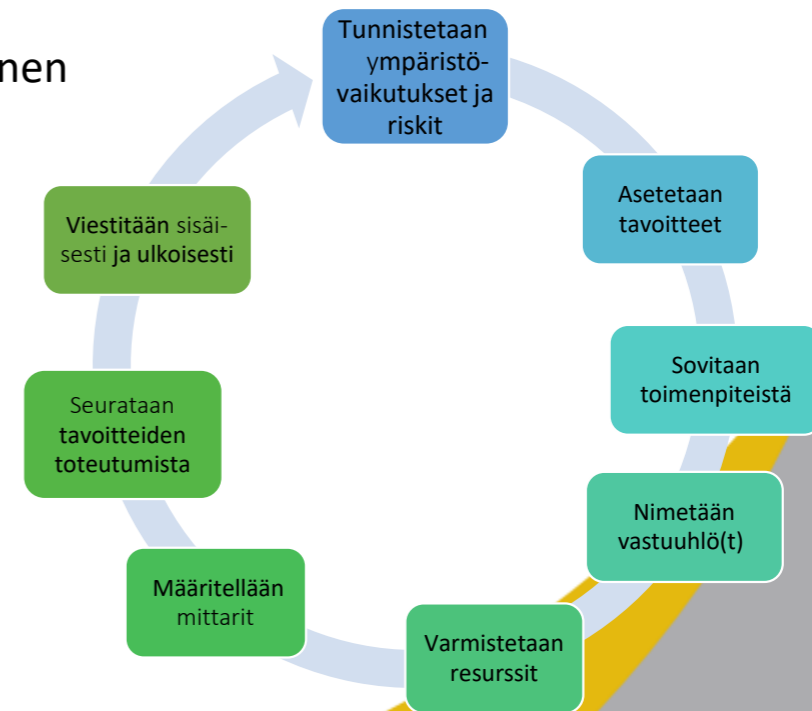 nen
Tunnistetaan
ympäristö-
vaikutukset ja
riskit
Asetetaan
tavoitteet
Sovitaan
toimenpiteistä
Nimetään
vastuuhlö(t)
Varmistetaan
resurssit
Määritellään
mittarit
Seurataan
tavoitteiden
toteutumista
Viestitään sisäi-
sesti ja ulkoisesti